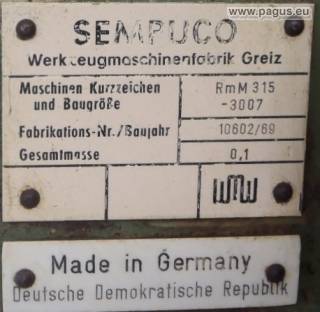 © www.pagus.eu
SEMPUCO
Werkzeugmaschinenfabrik Greiz
Maschinen Kurzzeichen RmM 315
und Baugröße -3007
Fabrikations-Nr./Baujahr 10602/69
Gesamtmasse 0,1
WMW
Made in Germany
Deutsche Demokratische Republik